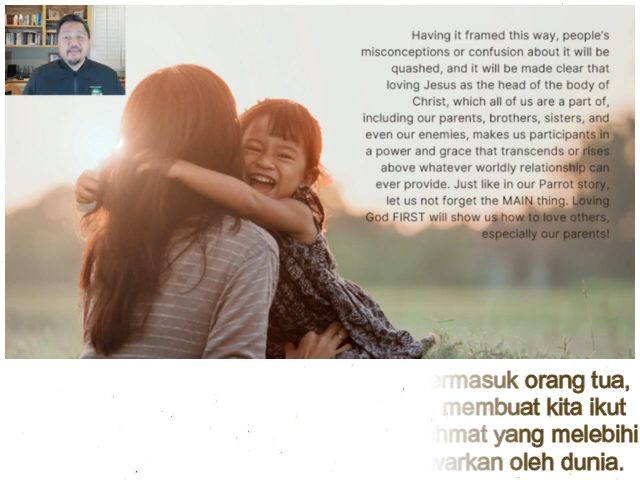 Having it framed this way, people's
misconceptions or confusion about it will be
quashed, and it will be made clear that
loving Jesus as the head of the body of
Christ, which all of us are a part of,
including our parents, brothers, sisters, and
even our enemies, makes us participants in
a power and grace that transcends or rises
above whatever worldly relationship can
ever provide. Just like in our Parrot story,
let us not forget the MAIN thing. Loving
God FIRST will show us how to love others,
especially our parents!
orang tua,
membuat kita ikut
yang melebihi
oleh dunia.